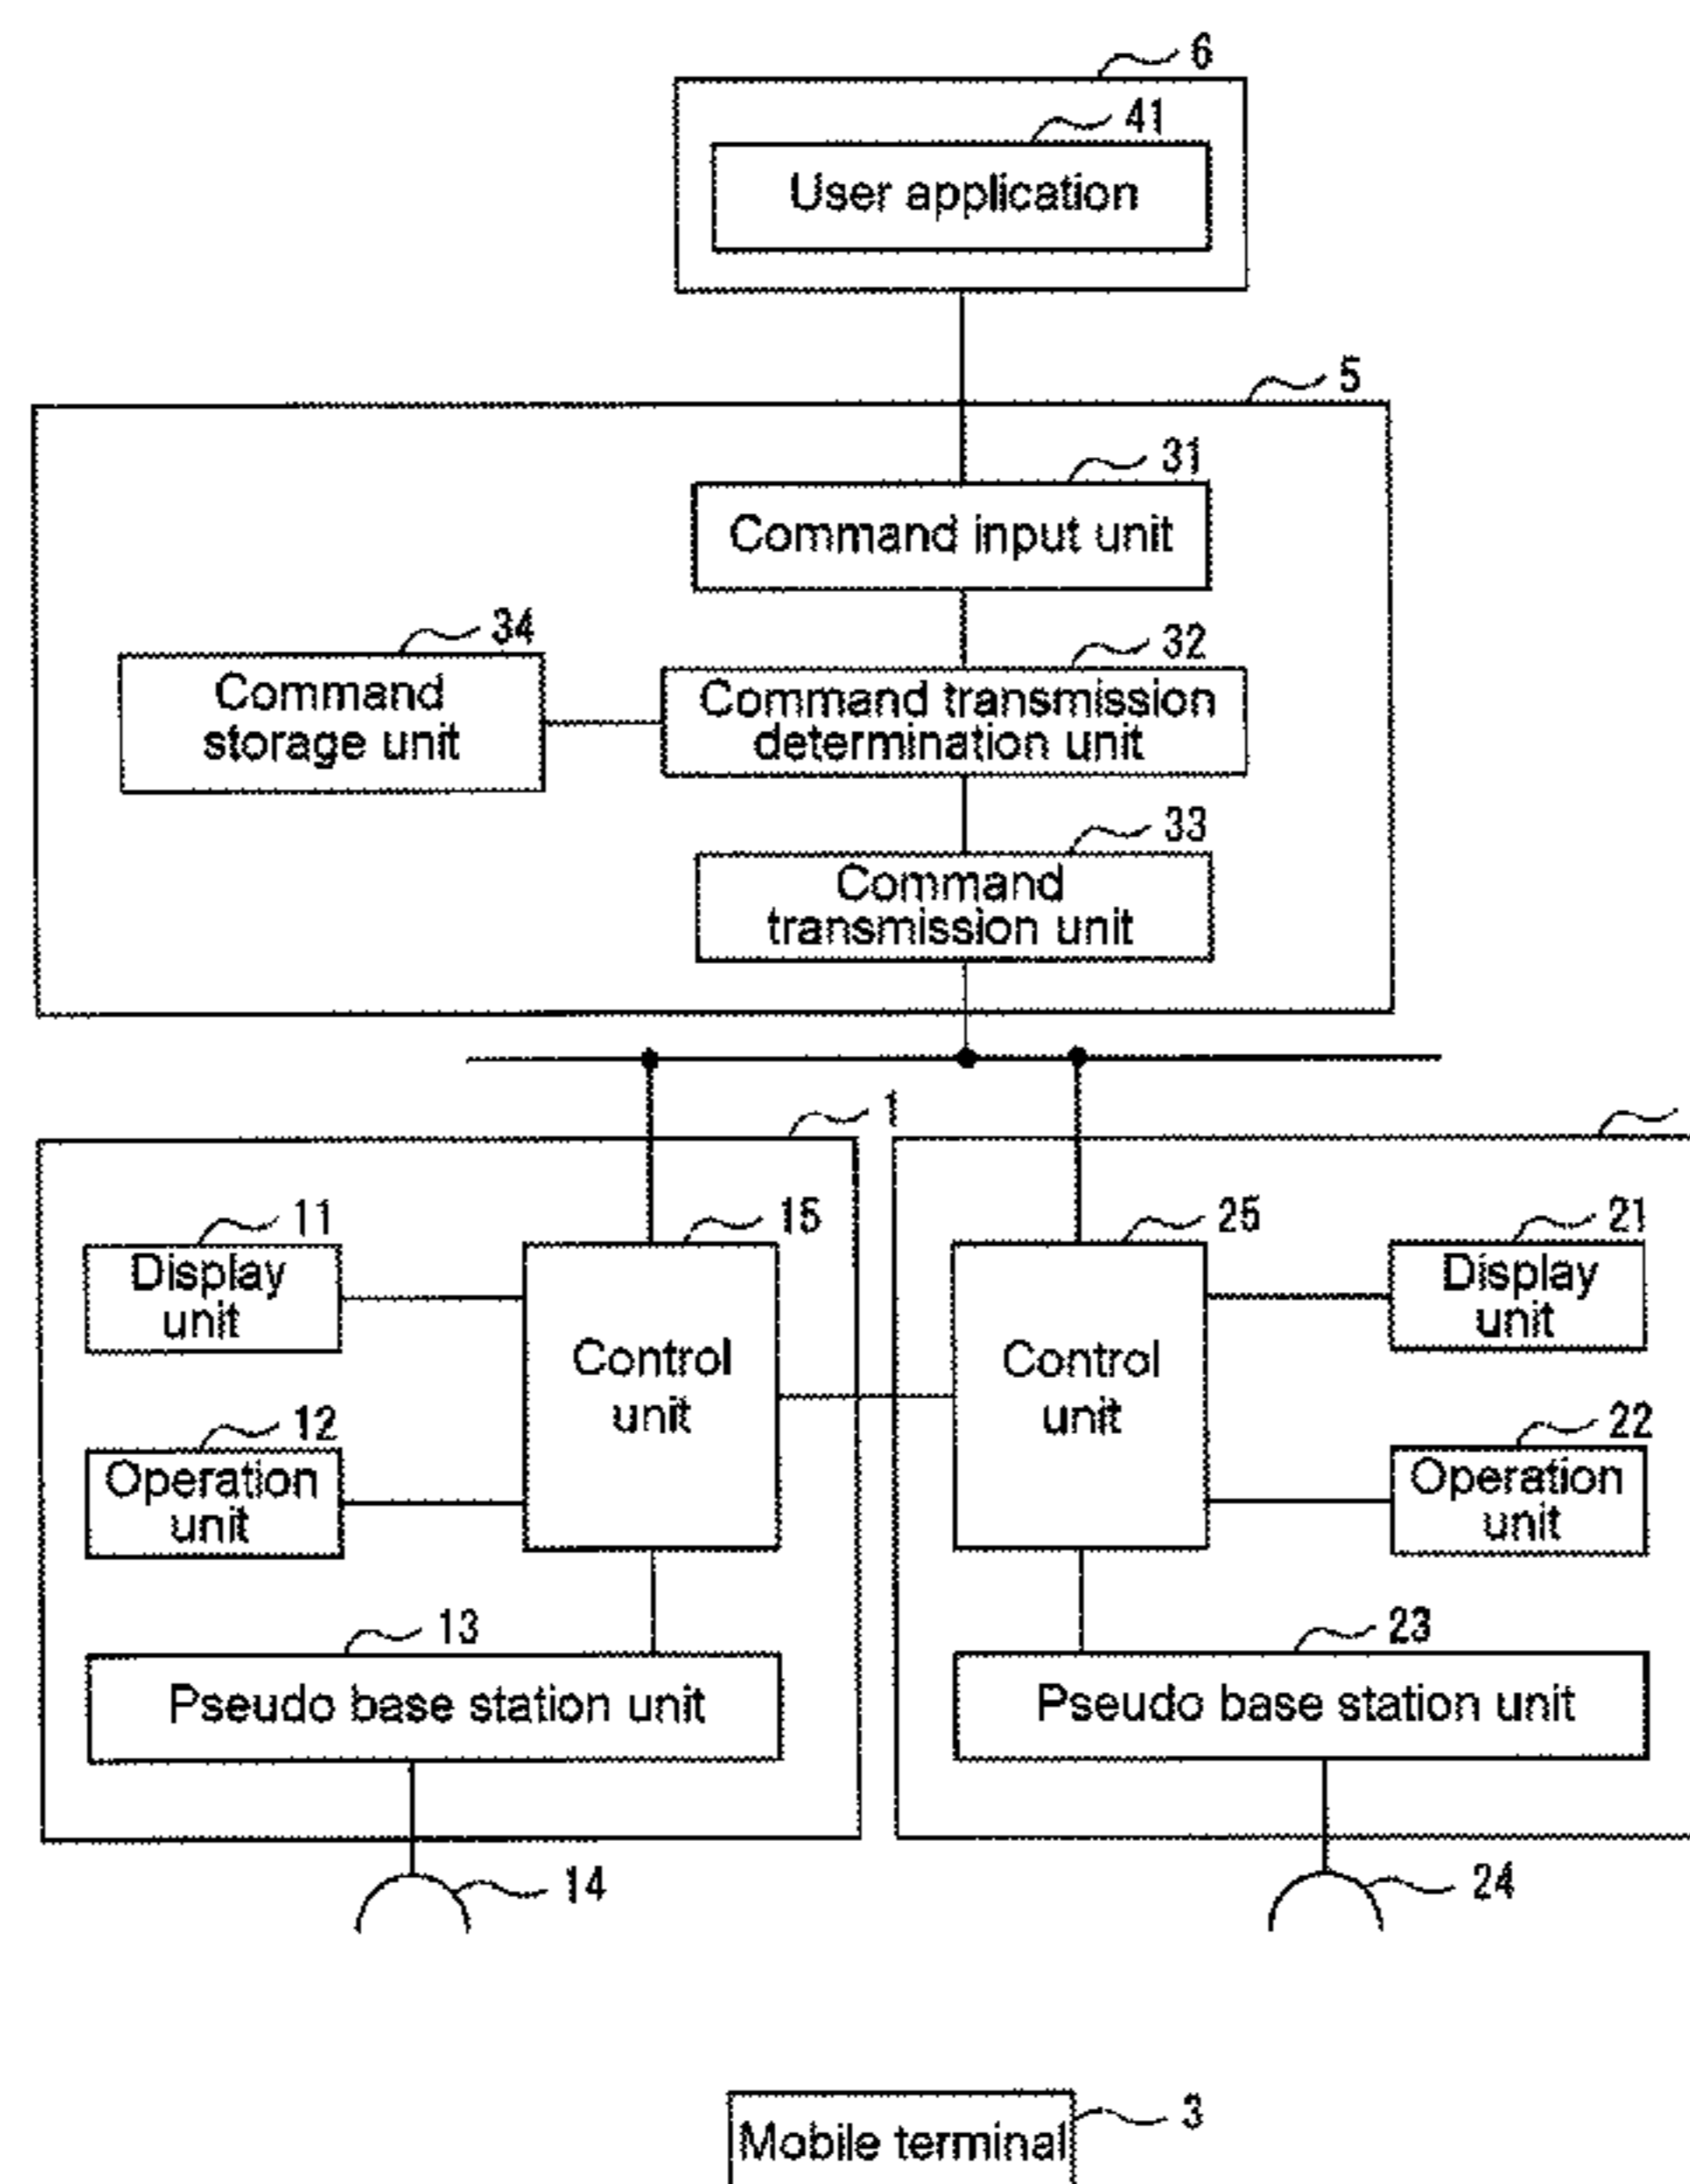 6
41
User application
5
31
Command input unit
34
32
Command
storage unit
Command transmission
determination unit
33
Command
transmission unit
1
11
15
25
21
Display
unit
Control
unit
Control
unit
Display
unit
12
22
Operation
unit
Operation
unit
13
23
Pseudo base station unit
Pseudo base station unit
14
24
3
Mobile terminal